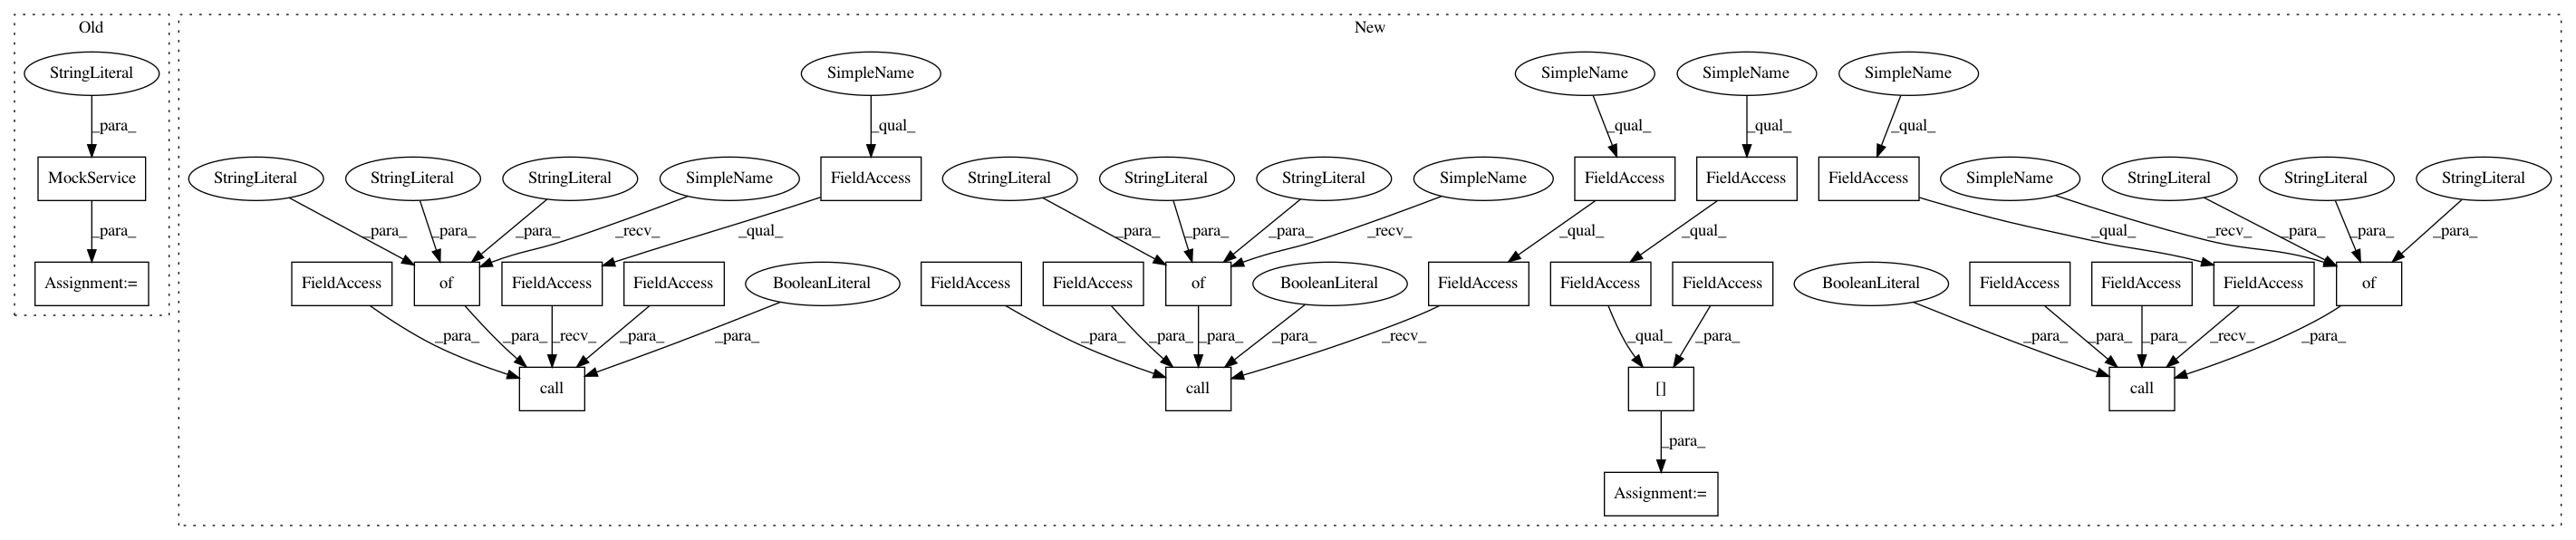 Old New
StringLiteral SimpleName SimpleName SimpleName SimpleName
_para_ _qual_ _qual_ _qual_ _qual_
MockService StringLiteral StringLiteral StringLiteral SimpleName FieldAccess StringLiteral StringLiteral StringLiteral SimpleName FieldAccess FieldAccess FieldAccess SimpleName StringLiteral StringLiteral StringLiteral
_para_ _para_ _para_ _para_ _recv_ _qual_ _para_ _para_ _para_ _recv_ _qual_ _qual_ _qual_ _recv_ _para_ _para_ _para_
Assignment:= FieldAccess of FieldAccess FieldAccess BooleanLiteral FieldAccess FieldAccess of BooleanLiteral FieldAccess FieldAccess FieldAccess BooleanLiteral FieldAccess FieldAccess FieldAccess of
_para_ _para_ _recv_ _para_ _para_ _para_ _para_ _para_ _para_ _recv_ _qual_ _para_ _para_ _para_ _para_ _recv_ _para_
call call [] call
_para_
Assignment:=